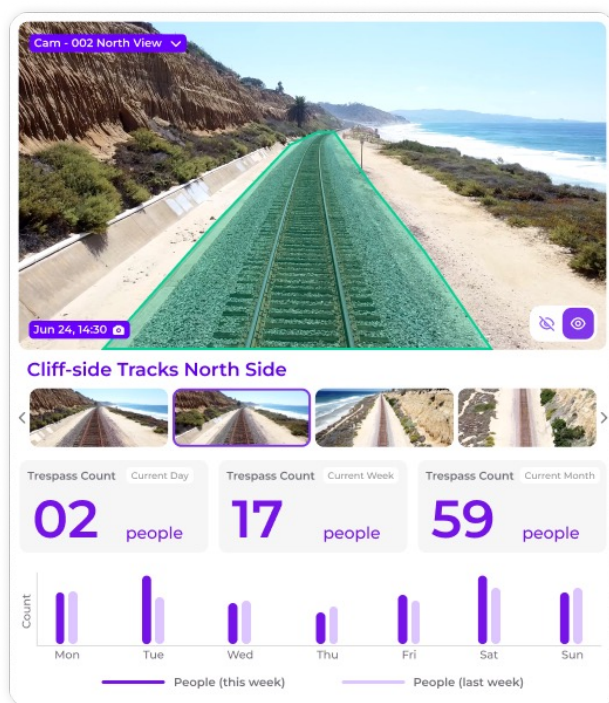 Cam - 002 North View
Jun 24, 14:30
Cliff-side Tracks North Side
Trespass Count Current Day
02 people
Trespass Count Current Week
17 people
Trespass Count Current Month
59 people
Count
Mon Tue Wed Thu Fri Sat Sun
People (this week) People (last week)